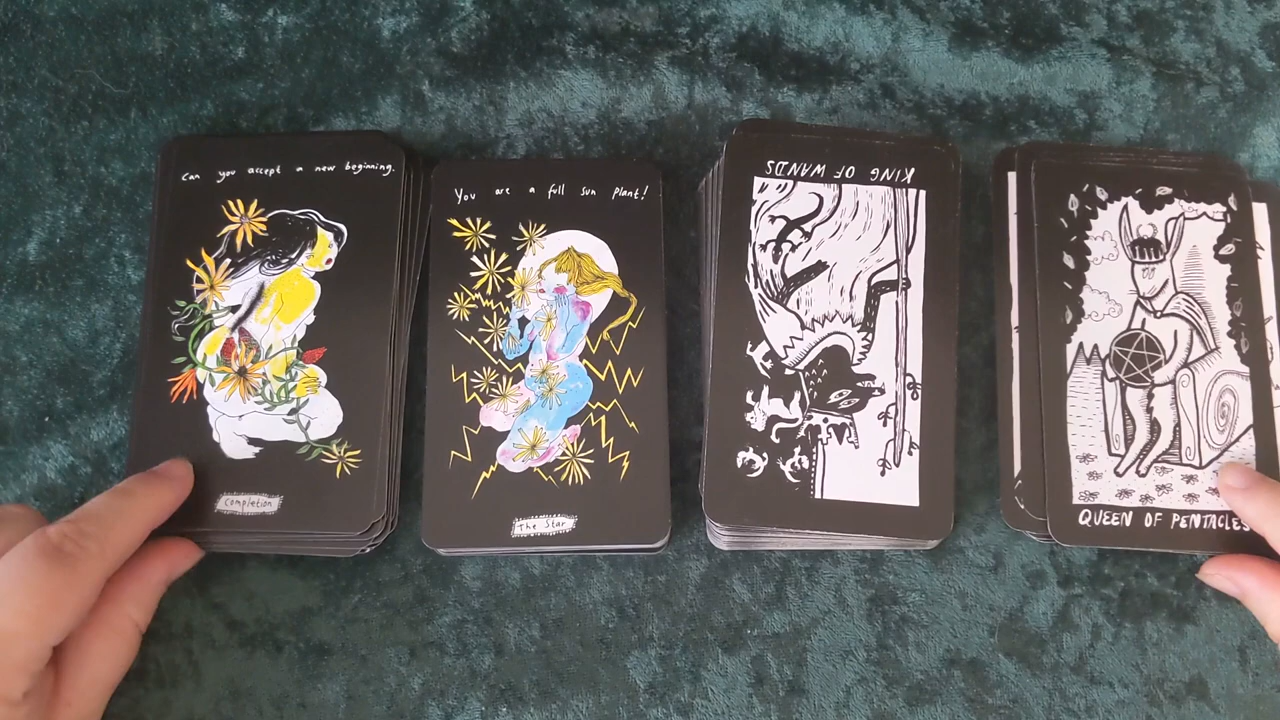 Can you accept a new beginning.
Completion
You are a full sun plant!
The Star
KING OF WANDS
QUEEN OF PENTACLES